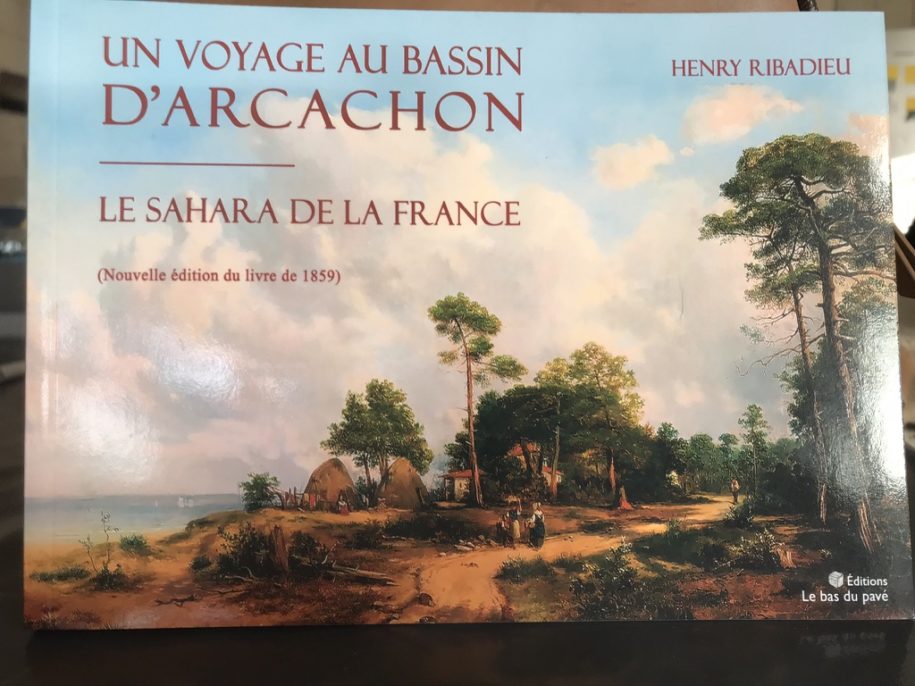 UN VOYAGE AU BASSIN
D'ARCACHON
HENRY RIBADIEU
LE SAHARA DE LA FRANCE
(Nouvelle édition du livre de 1859)
Éditions
Le bas du pavé